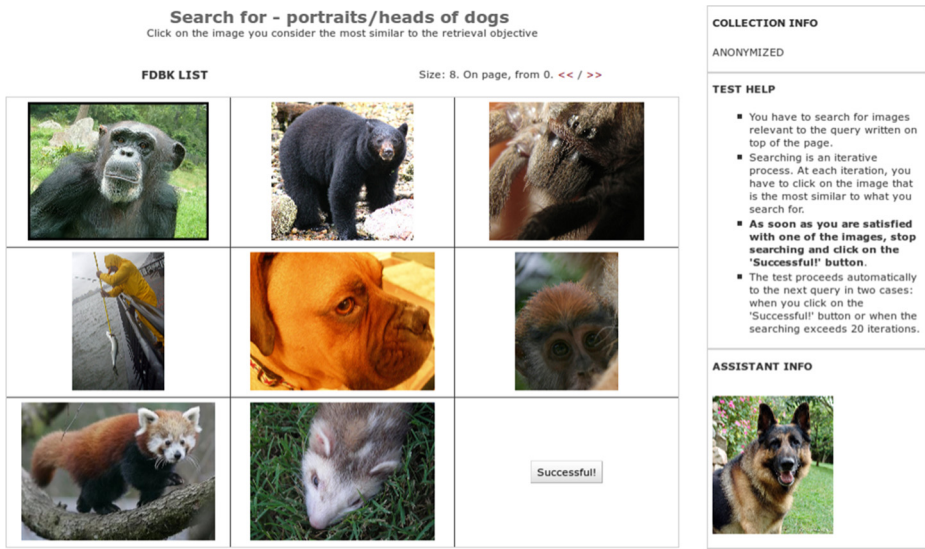 Search for - portraits/heads of dogs
Click on the image you consider the most similar to the retrieval objective
FDBK LIST
Size: 8. On page, from 0. << / >>
Successful!
COLLECTION INFO
ANONYMIZED
TEST HELP
▪ You have to search for images
relevant to the query written on
top of the page.
▪ Searching is an iterative
process. At each iteration, you
have to click on the image that
is the most similar to what you
search for.
▪ As soon as you are satisfied
with one of the images, stop
searching and click on the
'Successful!' button.
▪ The test proceeds automatically
to the next query in two cases:
when you click on the
'Successful!' button or when the
searching exceeds 20 iterations.
ASSISTANT INFO